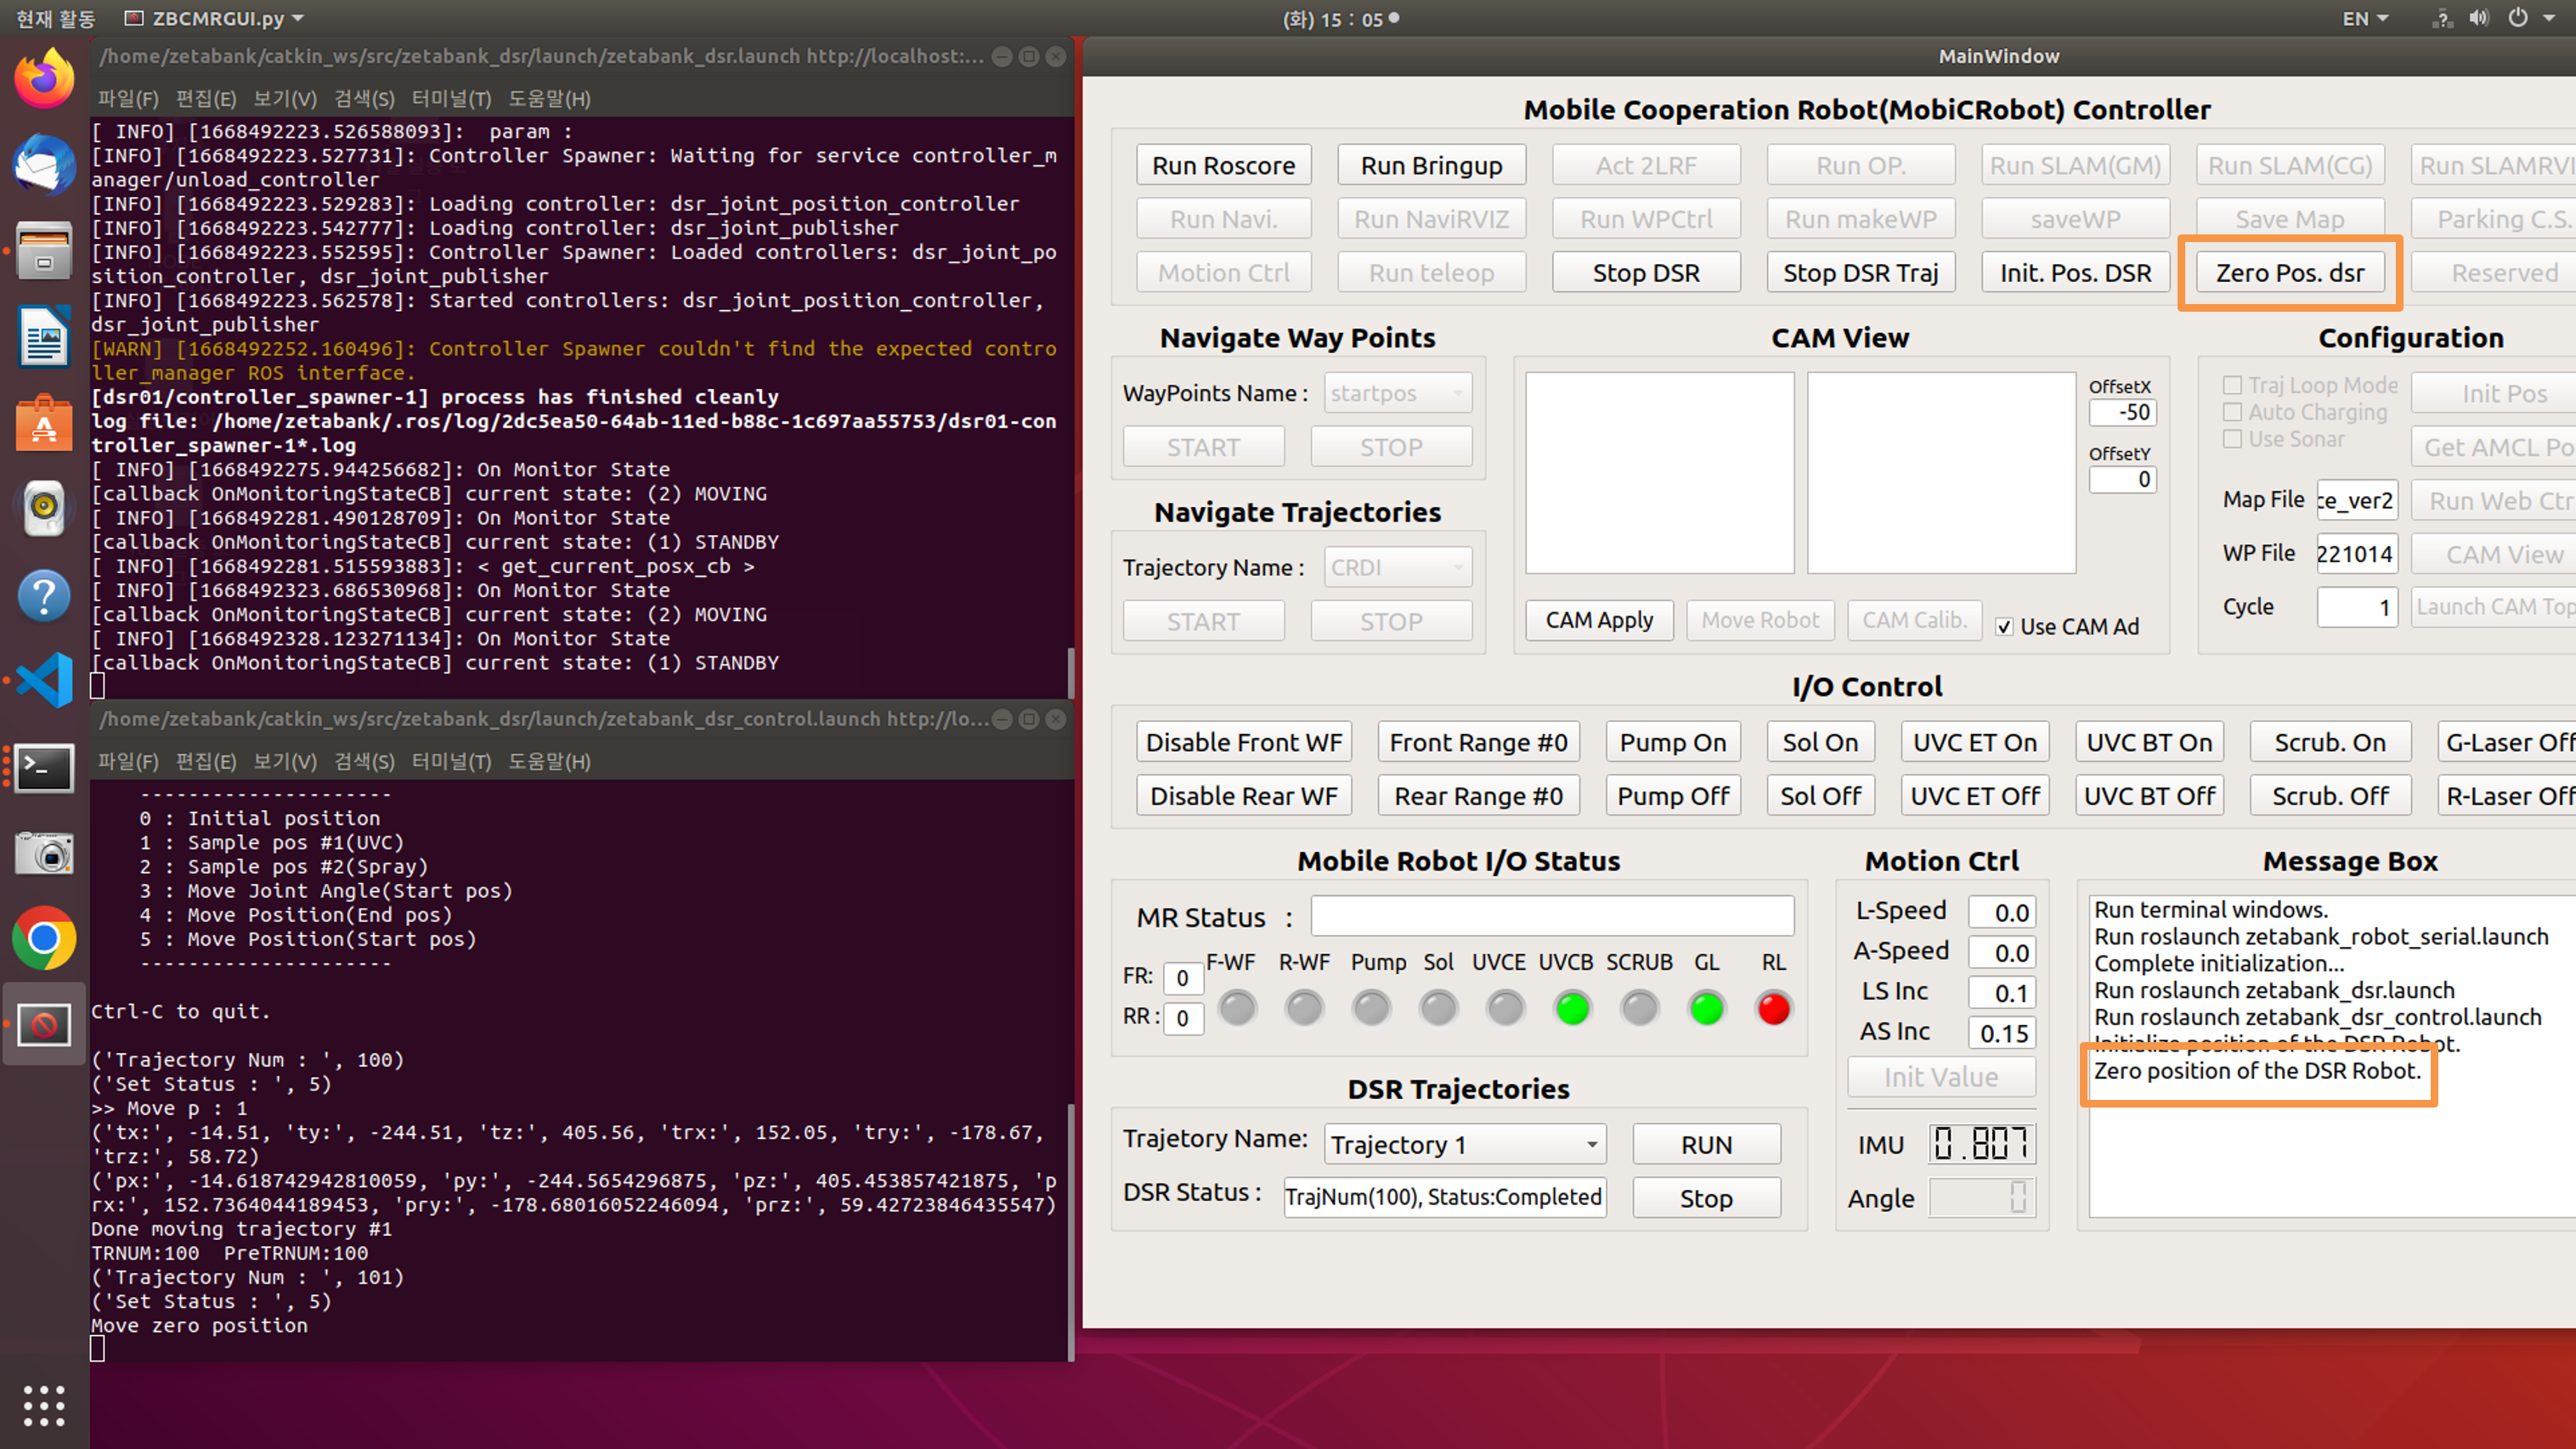 현재 활동 ZBCMRGUI.py (화) 15 : 05 EN
/home/zetabank/catkin_ws/src/zetabank_dsr/launch/zetabank_dsr.launch http://localhost:...
파일(F) 편집(E) 보기(V) 검색(S) 터미널(T) 도움말(H)
[ INFO] [1668492223.526588093]:  param :
[INFO] [1668492223.527731]: Controller Spawner: Waiting for service controller_m
anager/unload_controller
[INFO] [1668492223.529283]: Loading controller: dsr_joint_position_controller
[INFO] [1668492223.542777]: Loading controller: dsr_joint_publisher
[INFO] [1668492223.552595]: Controller Spawner: Loaded controllers: dsr_joint_po
sition_controller, dsr_joint_publisher
[INFO] [1668492223.562578]: Started controllers: dsr_joint_position_controller,
dsr_joint_publisher
[WARN] [1668492252.160496]: Controller Spawner couldn't find the expected contro
ller_manager ROS interface.
[dsr01/controller_spawner-1] process has finished cleanly
log file: /home/zetabank/.ros/log/2dc5ea50-64ab-11ed-b88c-1c697aa55753/dsr01-con
troller_spawner-1*.log
[ INFO] [1668492275.944256682]: On Monitor State
[callback OnMonitoringStateCB] current state: (2) MOVING
[ INFO] [1668492281.490128709]: On Monitor State
[callback OnMonitoringStateCB] current state: (1) STANDBY
[ INFO] [1668492281.515593883]: < get_current_posx_cb >
[ INFO] [1668492323.686530968]: On Monitor State
[callback OnMonitoringStateCB] current state: (2) MOVING
[ INFO] [1668492328.123271134]: On Monitor State
[callback OnMonitoringStateCB] current state: (1) STANDBY
/home/zetabank/catkin_ws/src/zetabank_dsr/launch/zetabank_dsr_control.launch http://lo...
파일(F) 편집(E) 보기(V) 검색(S) 터미널(T) 도움말(H)
---------------------
0 : Initial position
1 : Sample pos #1(UVC)
2 : Sample pos #2(Spray)
3 : Move Joint Angle(Start pos)
4 : Move Position(End pos)
5 : Move Position(Start pos)
---------------------
Ctrl-C to quit.
('Trajectory Num : ', 100)
('Set Status : ', 5)
>> Move p : 1
('tx:', -14.51, 'ty:', -244.51, 'tz:', 405.56, 'trx:', 152.05, 'try:', -178.67,
'trz:', 58.72)
('px:', -14.618742942810059, 'py:', -244.5654296875, 'pz:', 405.453857421875, 'p
rx:', 152.7364044189453, 'pry:', -178.68016052246094, 'prz:', 59.42723846435547)
Done moving trajectory #1
TRNUM:100  PreTRNUM:100
('Trajectory Num : ', 101)
('Set Status : ', 5)
Move zero position
MainWindow
Mobile Cooperation Robot(MobiCRobot) Controller
Run Roscore Run Bringup Act 2LRF Run OP. Run SLAM(GM) Run SLAM(CG) Run SLAMRVI
Run Navi. Run NaviRVIZ Run WPCtrl Run makeWP saveWP Save Map Parking C.S.
Motion Ctrl Run teleop Stop DSR Stop DSR Traj Init. Pos. DSR Zero Pos. dsr Reserved
Navigate Way Points
WayPoints Name : startpos
START STOP
Navigate Trajectories
Trajectory Name : CRDI
START STOP
CAM View
OffsetX
-50
OffsetY
0
CAM Apply Move Robot CAM Calib. Use CAM Ad
Configuration
Traj Loop Mode Init Pos
Auto Charging
Use Sonar Get AMCL Po
Map File ce_ver2 Run Web Ctr
WP File 221014 CAM View
Cycle 1 Launch CAM Top
I/O Control
Disable Front WF Front Range #0 Pump On Sol On UVC ET On UVC BT On Scrub. On G-Laser Off
Disable Rear WF Rear Range #0 Pump Off Sol Off UVC ET Off UVC BT Off Scrub. Off R-Laser Off
Mobile Robot I/O Status
MR Status :
F-WF R-WF Pump Sol UVCE UVCB SCRUB GL RL
FR: 0
RR : 0
DSR Trajectories
Trajetory Name: Trajectory 1 RUN
DSR Status : TrajNum(100), Status:Completed Stop
Motion Ctrl
L-Speed 0.0
A-Speed 0.0
LS Inc 0.1
AS Inc 0.15
Init Value
IMU 0.807
Angle 0
Message Box
Run terminal windows.
Run roslaunch zetabank_robot_serial.launch
Complete initialization...
Run roslaunch zetabank_dsr.launch
Run roslaunch zetabank_dsr_control.launch
Initialize position of the DSR Robot.
Zero position of the DSR Robot.